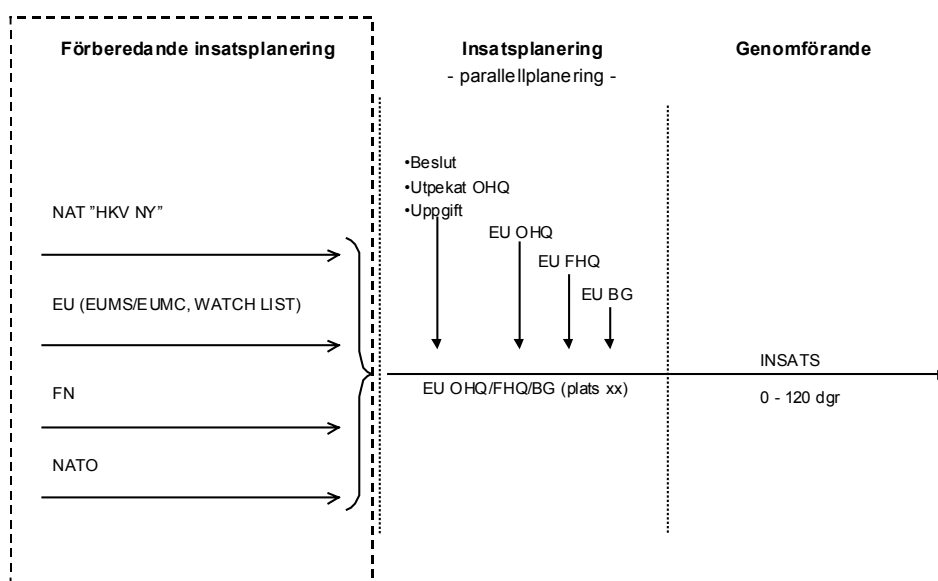 Förberedande insatsplanering
Insatsplanering
- parallellplanering -
Genomförande
NAT ”HKV NY”
EU (EUMS/EUMC, WATCH LIST)
FN
NATO
•Beslut
•Utpekat OHQ
•Uppgift
EU OHQ
EU FHQ
EU BG
EU OHQ/FHQ/BG (plats xx)
INSATS
0 - 120 dgr